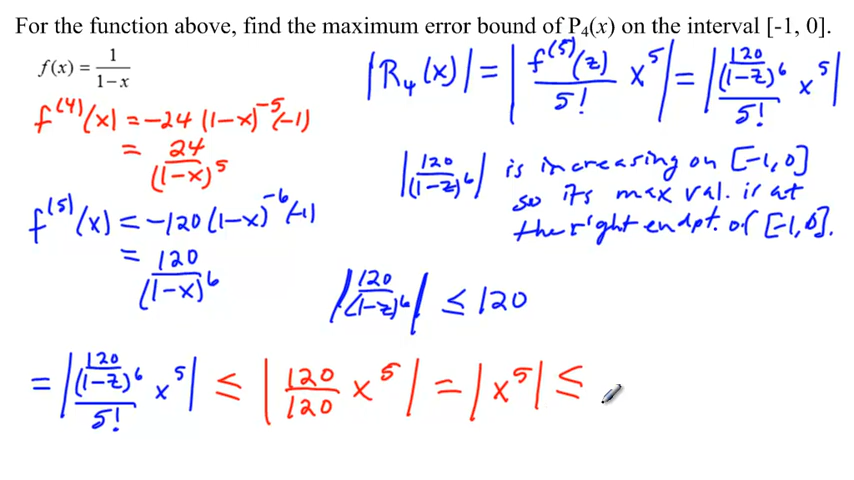 For the function above, find the maximum error bound of P₄(x) on the interval [-1, 0].
f(x) = 1/(1−x)
|R₄(x)| = |f⁽⁵⁾(z)/5! x⁵| = |(120/(1−z)⁶)/5! x⁵|
f⁽⁴⁾(x) = −24(1−x)⁻⁵(−1)
= 24/(1−x)⁵
|120/(1−z)⁶| is increasing on [−1,0]
so its max val. is at
the right endpt. of [−1,0].
f⁽⁵⁾(x) = −120(1−x)⁻⁶(−1)
= 120/(1−x)⁶
|120/(1−z)⁶| ≤ 120
= |(120/(1−z)⁶)/5! x⁵| ≤ |120/120 x⁵| = |x⁵| ≤